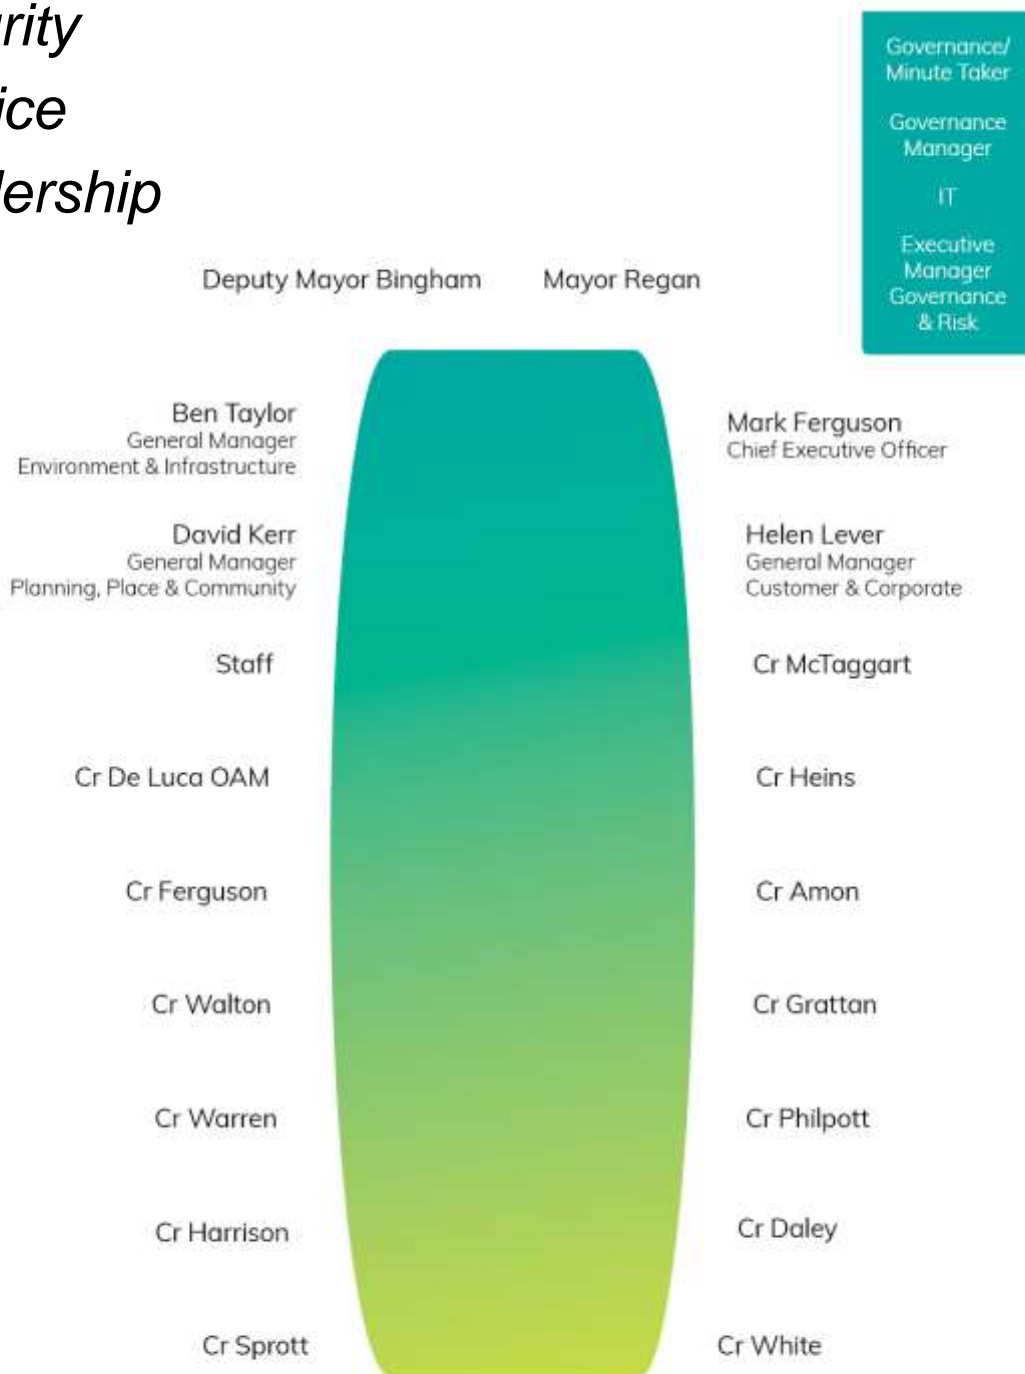 urity
ice
lership
Governance/
Minute Taker
Governance
Manager
IT
Executive
Manager
Governance
& Risk
Deputy Mayor Bingham
Mayor Regan
Ben Taylor
General Manager
Environment & Infrastructure
Mark Ferguson
Chief Executive Officer
David Kerr
General Manager
Planning, Place & Community
Helen Lever
General Manager
Customer & Corporate
Staff
Cr McTaggart
Cr De Luca OAM
Cr Heins
Cr Ferguson
Cr Amon
Cr Walton
Cr Grattan
Cr Warren
Cr Philpott
Cr Harrison
Cr Daley
Cr Sprott
Cr White